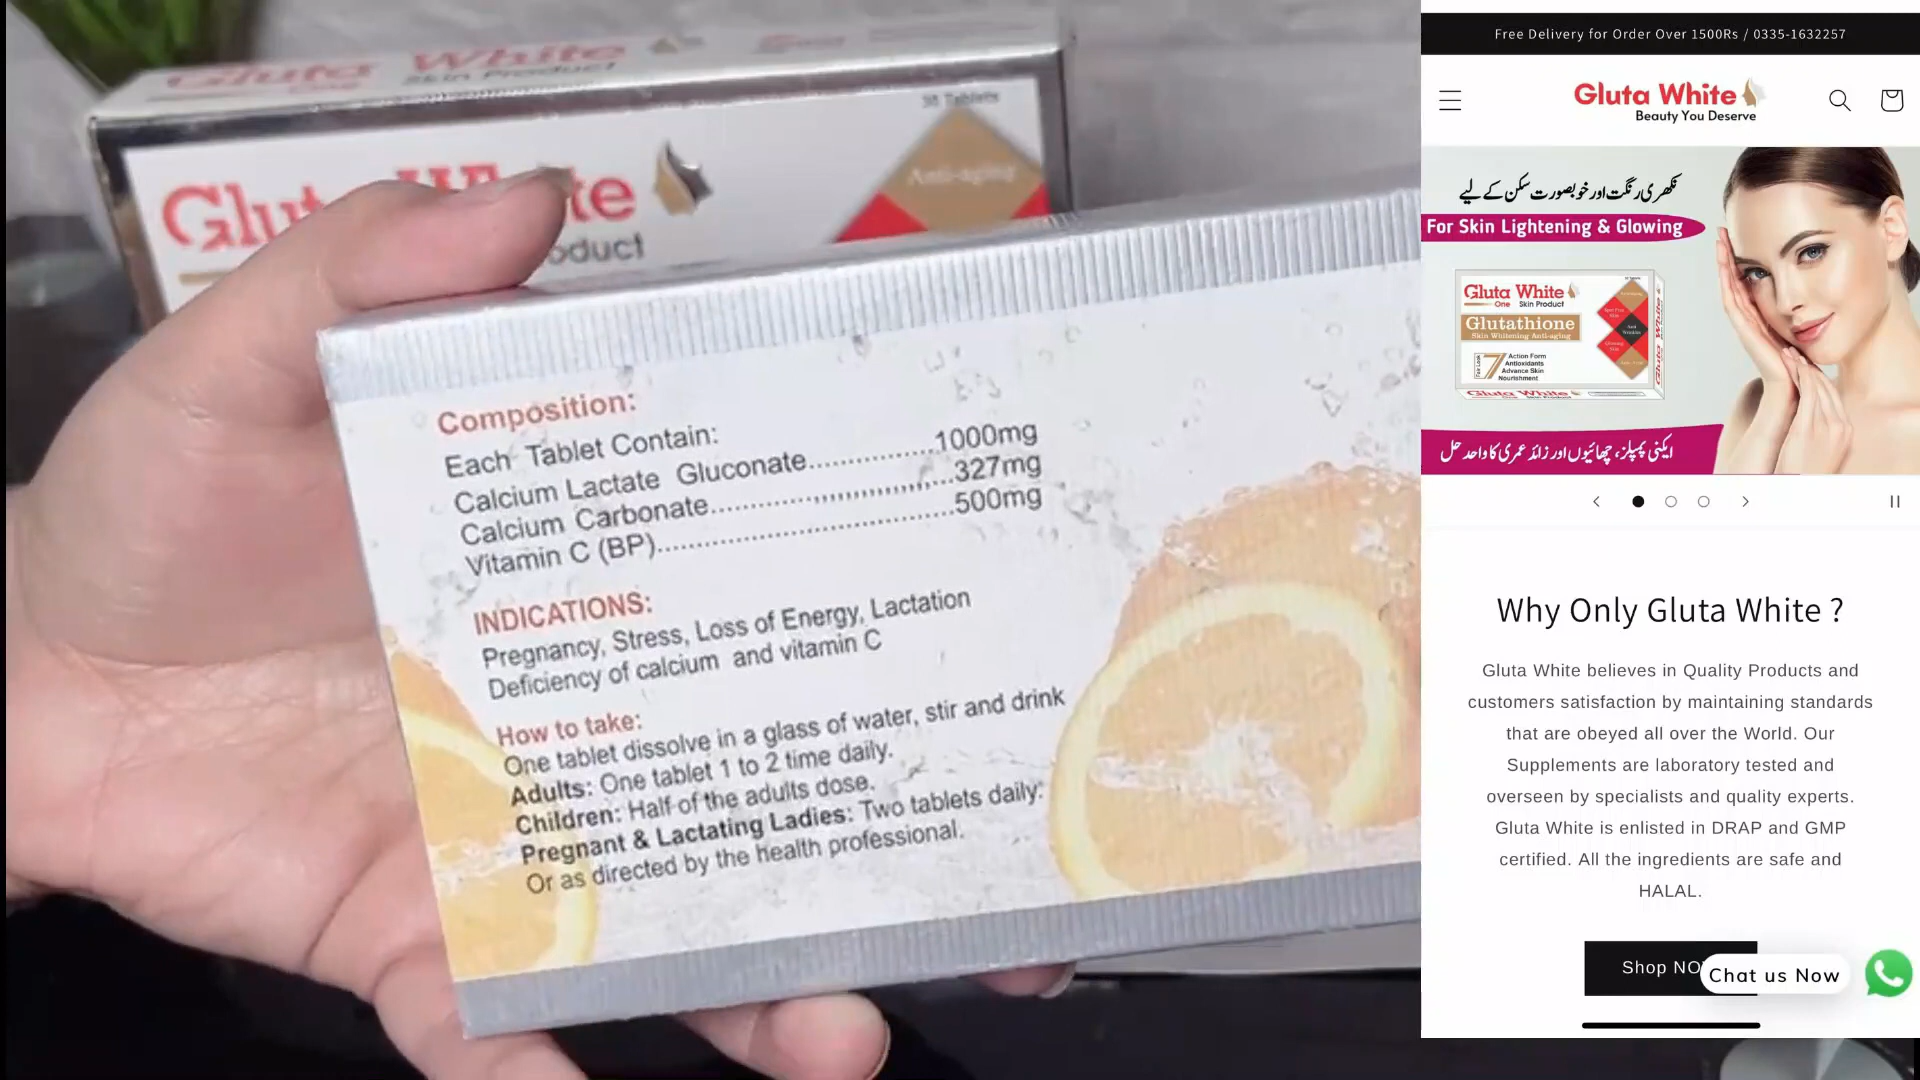 Gluta White
Skin Product
One
30 Tablets
Anti-aging
Composition:
Each Tablet Contain:
Calcium Lactate Gluconate...............1000mg
Calcium Carbonate.............................327mg
Vitamin C (BP)....................................500mg
INDICATIONS:
Pregnancy, Stress, Loss of Energy, Lactation
Deficiency of calcium and vitamin C
How to take:
One tablet dissolve in a glass of water, stir and drink
Adults: One tablet 1 to 2 time daily.
Children: Half of the adults dose.
Pregnant & Lactating Ladies: Two tablets daily:
Or as directed by the health professional.
Free Delivery for Order Over 1500Rs / 0335-1632257
Gluta White
Beauty You Deserve
نکھری رنگت اور خوبصورت سکن کے لیے
For Skin Lightening & Glowing
Gluta White
One Skin Product
Glutathione
Skin Whitening Anti-aging
7
Action Form
Antioxidants
Advance Skin
Nourishment
Gluta White
ایکنی پمپلز، چھائیوں اور زائد عمری کا واحد حل
Why Only Gluta White ?
Gluta White believes in Quality Products and
customers satisfaction by maintaining standards
that are obeyed all over the World. Our
Supplements are laboratory tested and
overseen by specialists and quality experts.
Gluta White is enlisted in DRAP and GMP
certified. All the ingredients are safe and
HALAL.
Shop NO
Chat us Now